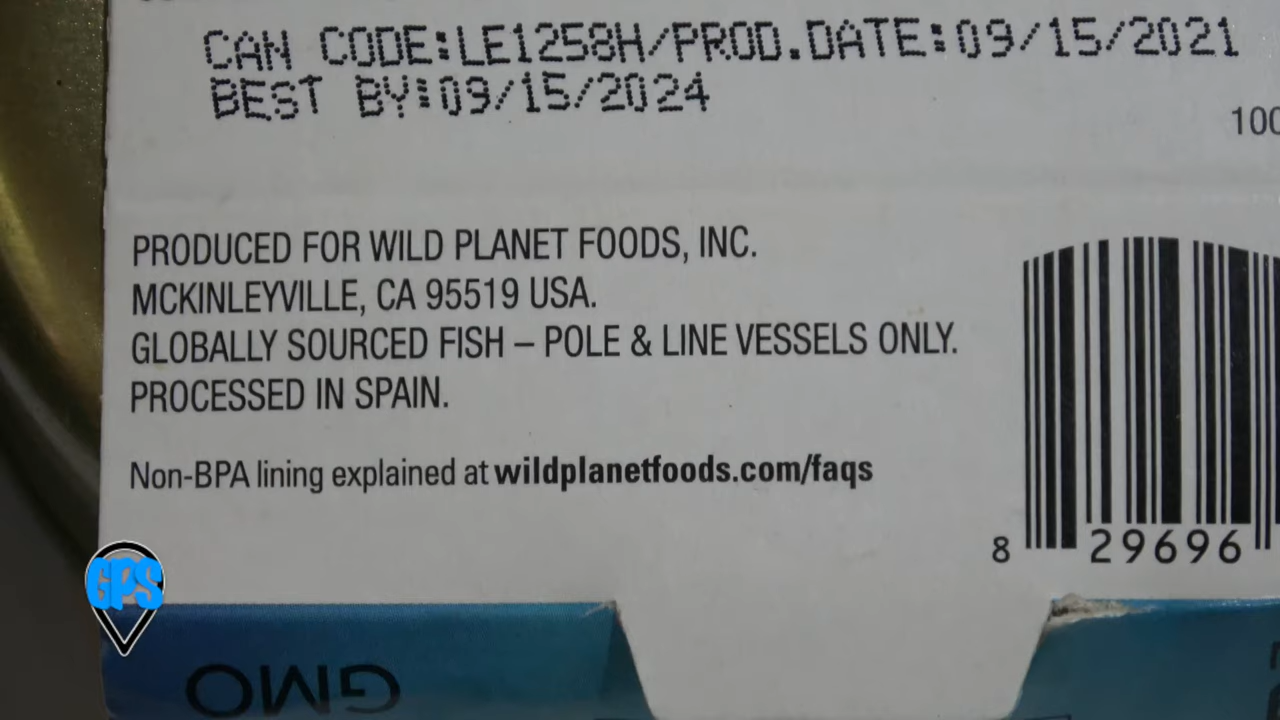 CAN CODE:LE1258H/PROD.DATE:09/15/2021
BEST BY:09/15/2024
100
PRODUCED FOR WILD PLANET FOODS, INC.
MCKINLEYVILLE, CA 95519 USA.
GLOBALLY SOURCED FISH – POLE & LINE VESSELS ONLY.
PROCESSED IN SPAIN.
Non-BPA lining explained at wildplanetfoods.com/faqs
8 29696
GPS
GMO